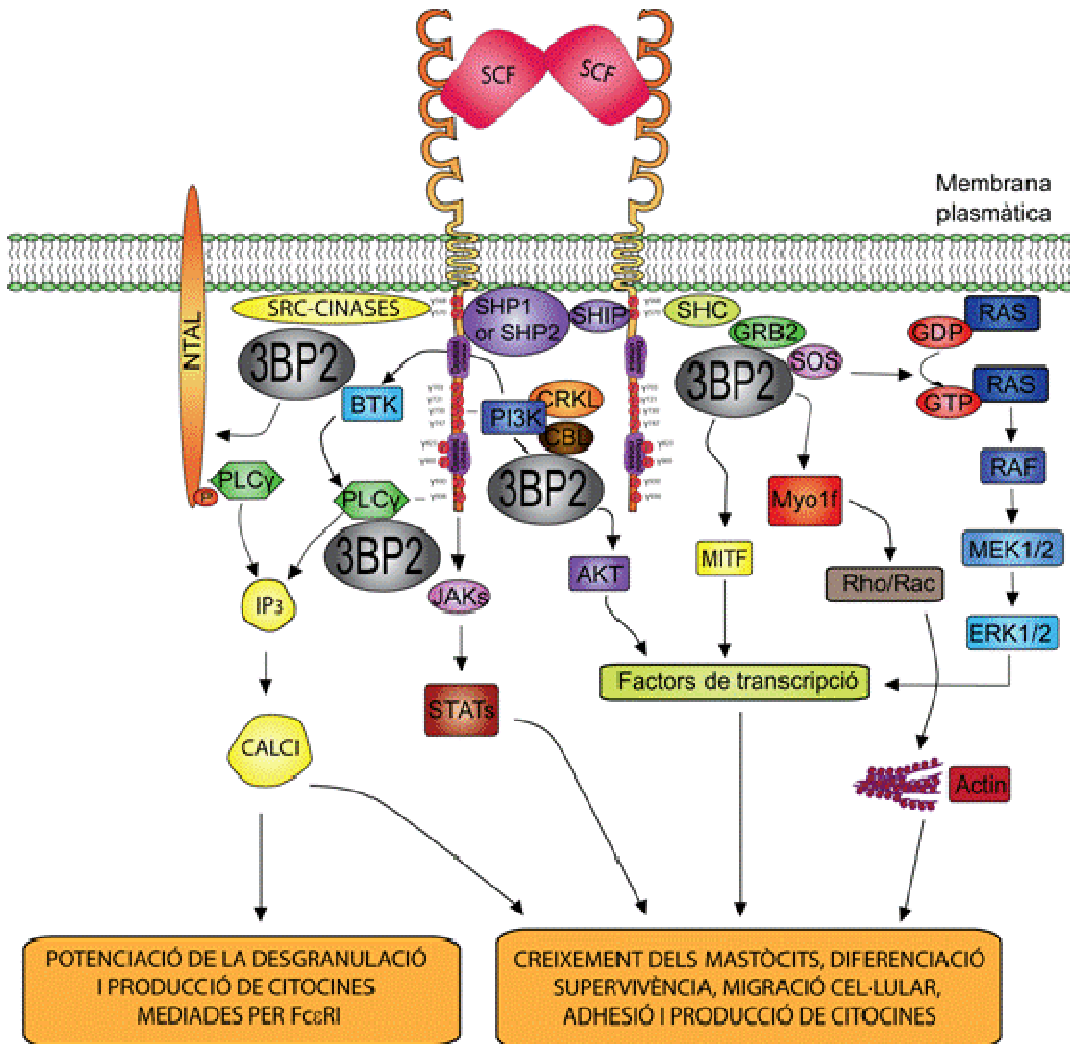 SCF
SCF
Membrana
plasmàtica
NTAL
SRC-CINASES
SHP1
or SHP2
SHIP
SHC
GRB2
SOS
GDP
RAS
3BP2
BTK
PI3K
CRKL
CBL
3BP2
3BP2
GTP
RAS
P
PLCγ
PLCγ
3BP2
Myo1f
RAF
IP3
JAKs
AKT
MITF
Rho/Rac
MEK1/2
ERK1/2
Factors de transcripció
STATs
CALCI
Actin
POTENCIACIÓ DE LA DESGRANULACIÓ
I PRODUCCIÓ DE CITOCINES
MEDIADES PER FcεRI
CREIXEMENT DELS MASTÒCITS, DIFERENCIACIÓ
SUPERVIVÈNCIA, MIGRACIÓ CEL·LULAR,
ADHESIÓ I PRODUCCIÓ DE CITOCINES